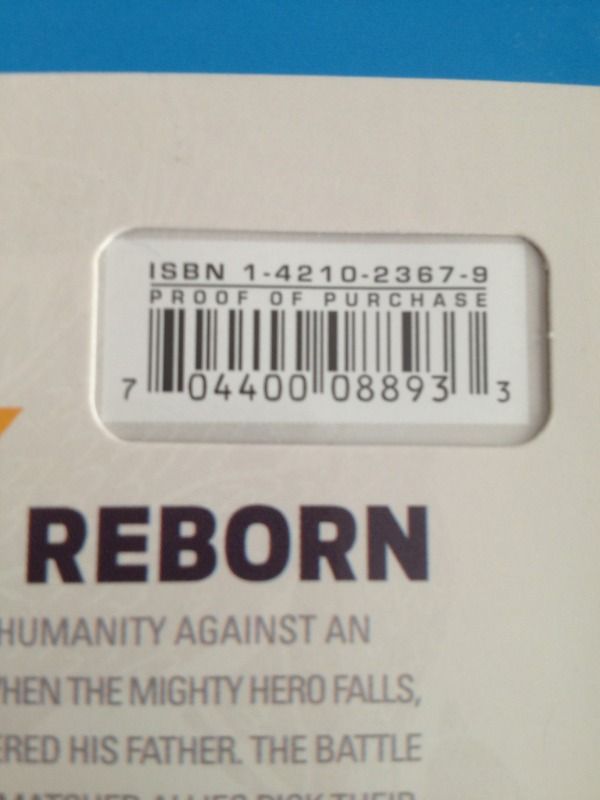 ISBN 1-4210-2367-9
PROOF OF PURCHASE
7 04400 08893 3
REBORN
HUMANITY AGAINST AN
HEN THE MIGHTY HERO FALLS,
RED HIS FATHER. THE BATTLE